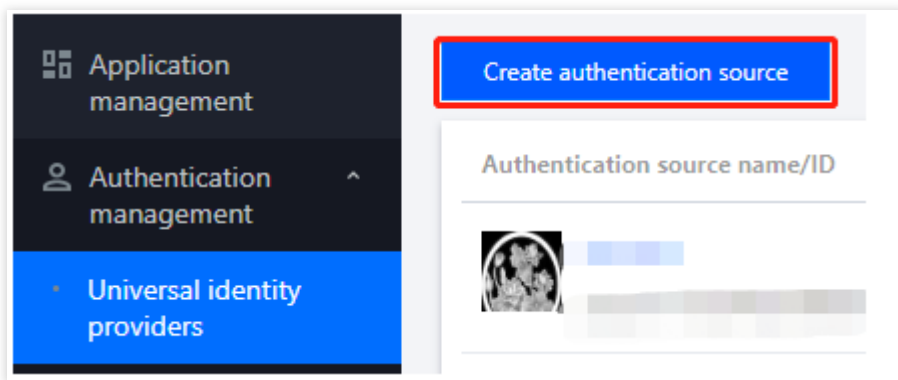 Application
management
Authentication
management
Universal identity
providers
Create authentication source
Authentication source name/ID